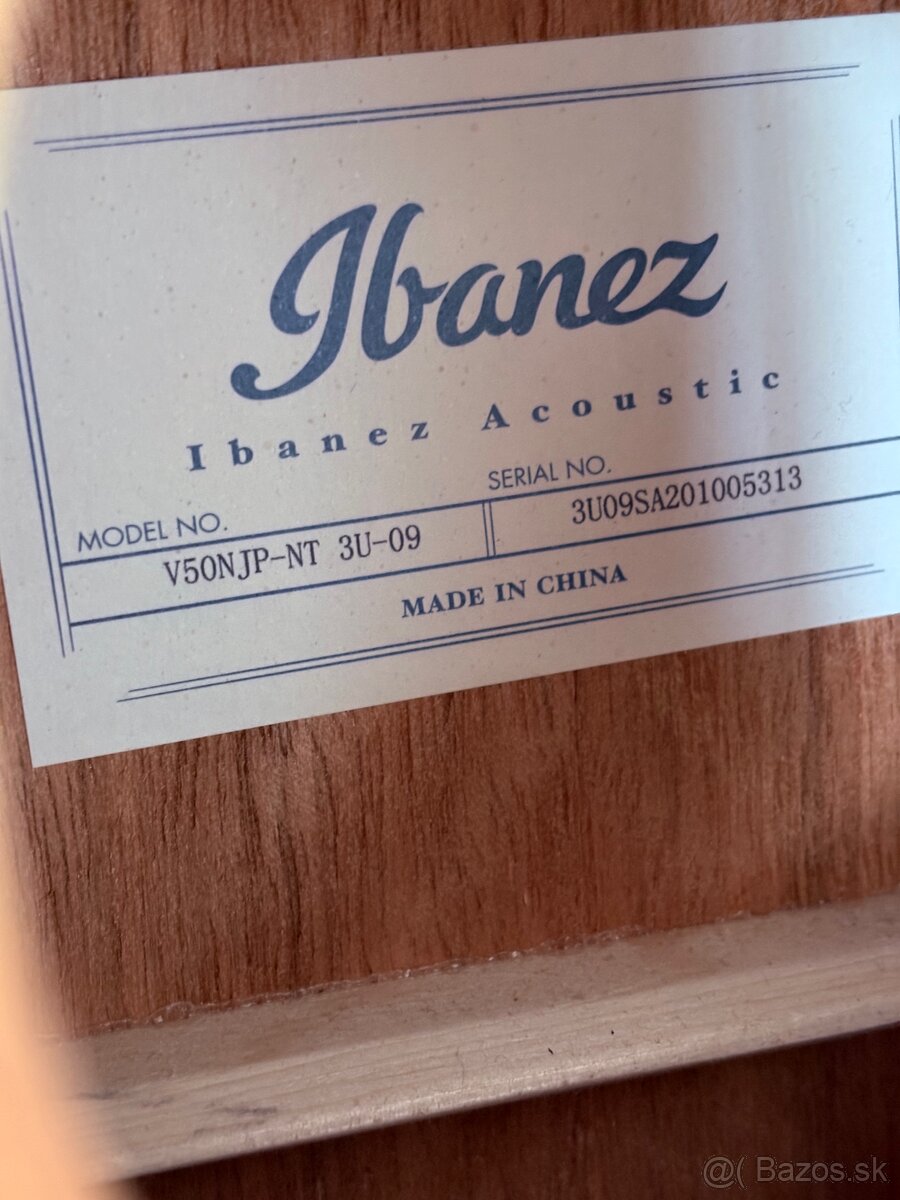 Ibanez
Ibanez Acoustic
MODEL NO.
SERIAL NO.
V50NJP-NT 3U-09
3U09SA201005313
MADE IN CHINA
@( Bazos.sk